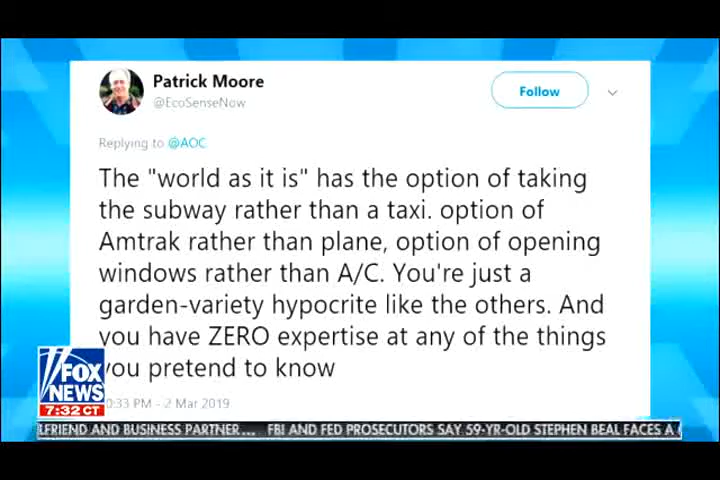 Patrick Moore
@EcoSenseNow
Follow
Replying to @AOC
The "world as it is" has the option of taking
the subway rather than a taxi. option of
Amtrak rather than plane, option of opening
windows rather than A/C. You're just a
garden-variety hypocrite like the others. And
you have ZERO expertise at any of the things
you pretend to know
0:33 PM - 2 Mar 2019
FOX
NEWS
7:32 CT
LFRIEND AND BUSINESS PARTNER... FBI AND FED PROSECUTORS SAY 59-YR-OLD STEPHEN BEAL FACES A